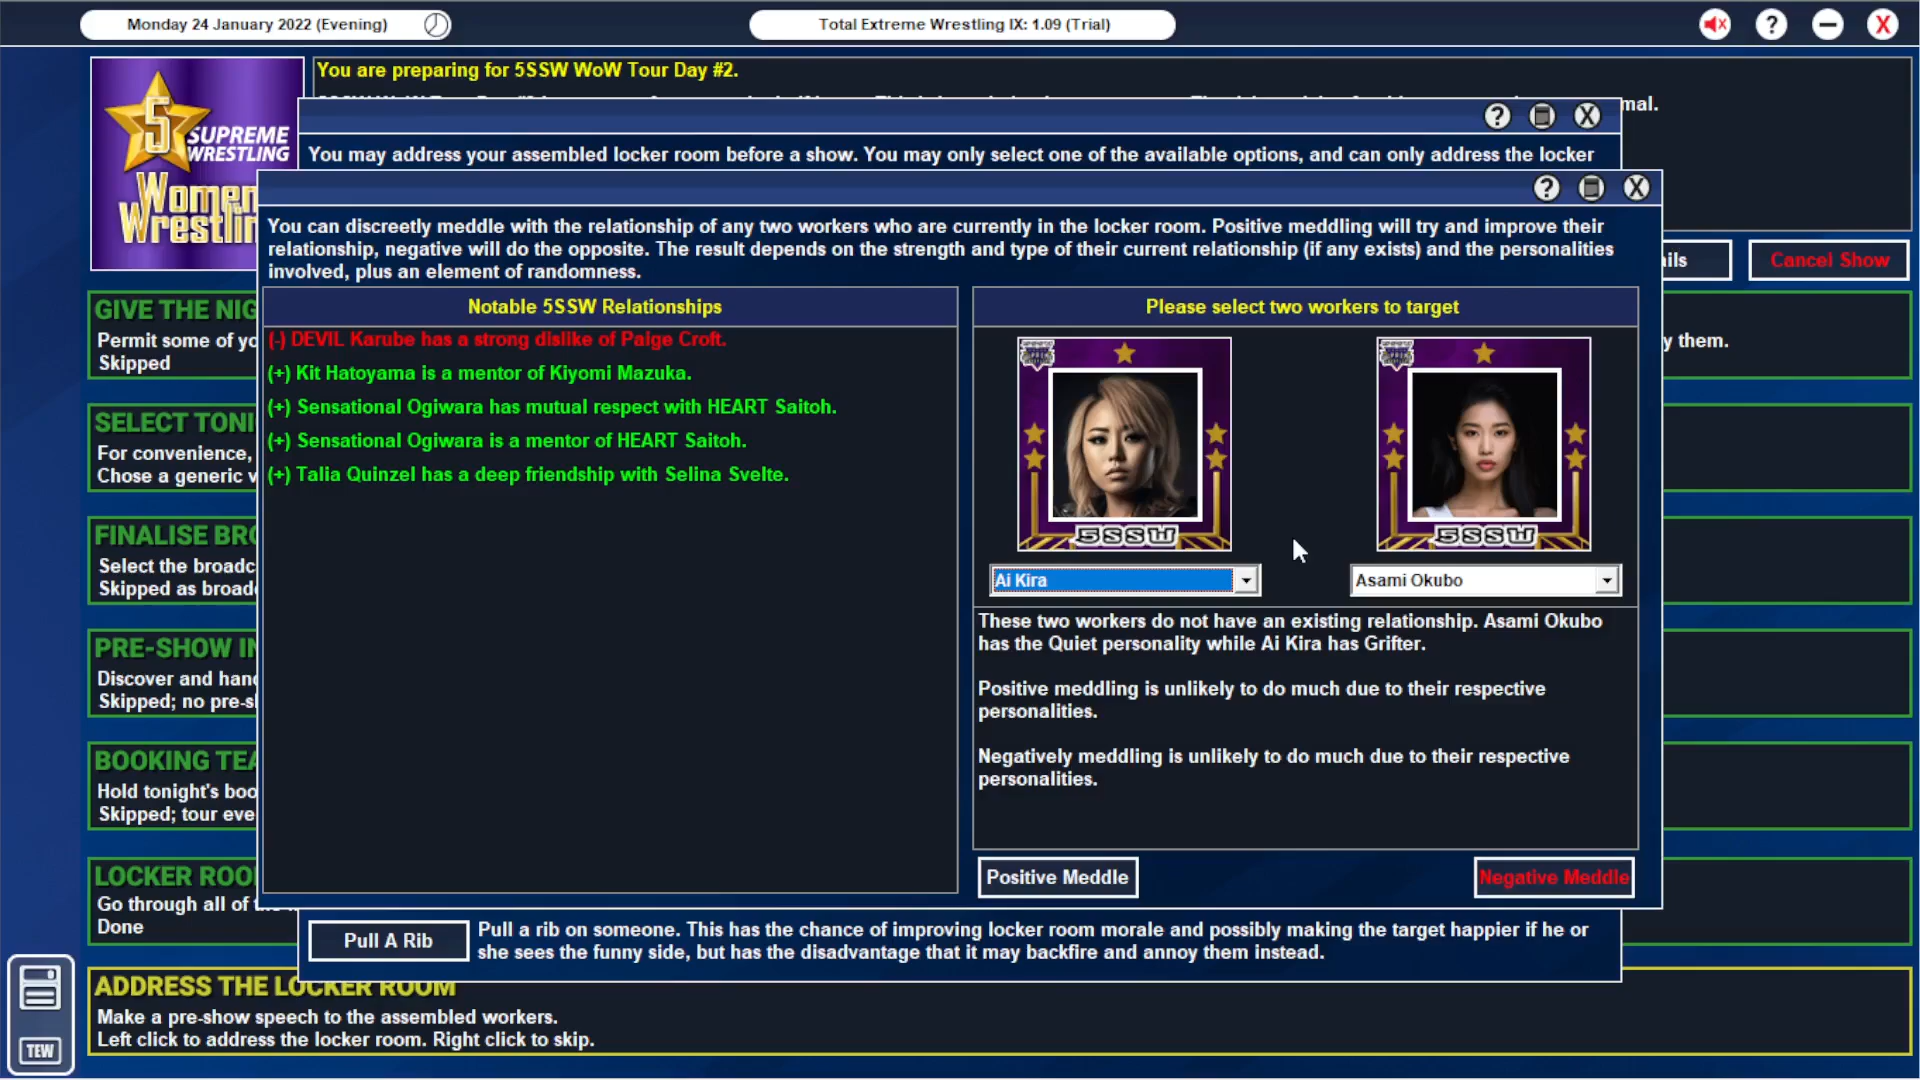 Monday 24 January 2022 (Evening)
Total Extreme Wrestling IX: 1.09 (Trial)
?
X
5
SUPREME
WRESTLING
You are preparing for 5SSW WoW Tour Day #2.
mal.
? X
You may address your assembled locker room before a show. You may only select one of the available options, and can only address the locker
? X
You can discreetly meddle with the relationship of any two workers who are currently in the locker room. Positive meddling will try and improve their
relationship, negative will do the opposite. The result depends on the strength and type of their current relationship (if any exists) and the personalities
involved, plus an element of randomness.
ils
Cancel Show
Notable 5SSW Relationships
(-) DEVIL Karube has a strong dislike of Paige Croft.
(+) Kit Hatoyama is a mentor of Kiyomi Mazuka.
(+) Sensational Ogiwara has mutual respect with HEART Saitoh.
(+) Sensational Ogiwara is a mentor of HEART Saitoh.
(+) Talia Quinzel has a deep friendship with Selina Svelte.
Please select two workers to target
5SSW
5SSW
Ai Kira
Asami Okubo
These two workers do not have an existing relationship. Asami Okubo
has the Quiet personality while Ai Kira has Grifter.
Positive meddling is unlikely to do much due to their respective
personalities.
Negatively meddling is unlikely to do much due to their respective
personalities.
Positive Meddle
Negative Meddle
GIVE THE NIG
Permit some of yo
y them.
Skipped
SELECT TONI
For convenience,
Chose a generic v
FINALISE BRO
Select the broadc
Skipped as broad
PRE-SHOW IN
Discover and hand
Skipped; no pre-s
BOOKING TEA
Hold tonight's boo
Skipped; tour eve
LOCKER ROO
Go through all of
Done
Pull A Rib
Pull a rib on someone. This has the chance of improving locker room morale and possibly making the target happier if he or
she sees the funny side, but has the disadvantage that it may backfire and annoy them instead.
ADDRESS THE LOCKER ROOM
Make a pre-show speech to the assembled workers.
Left click to address the locker room. Right click to skip.
TEW